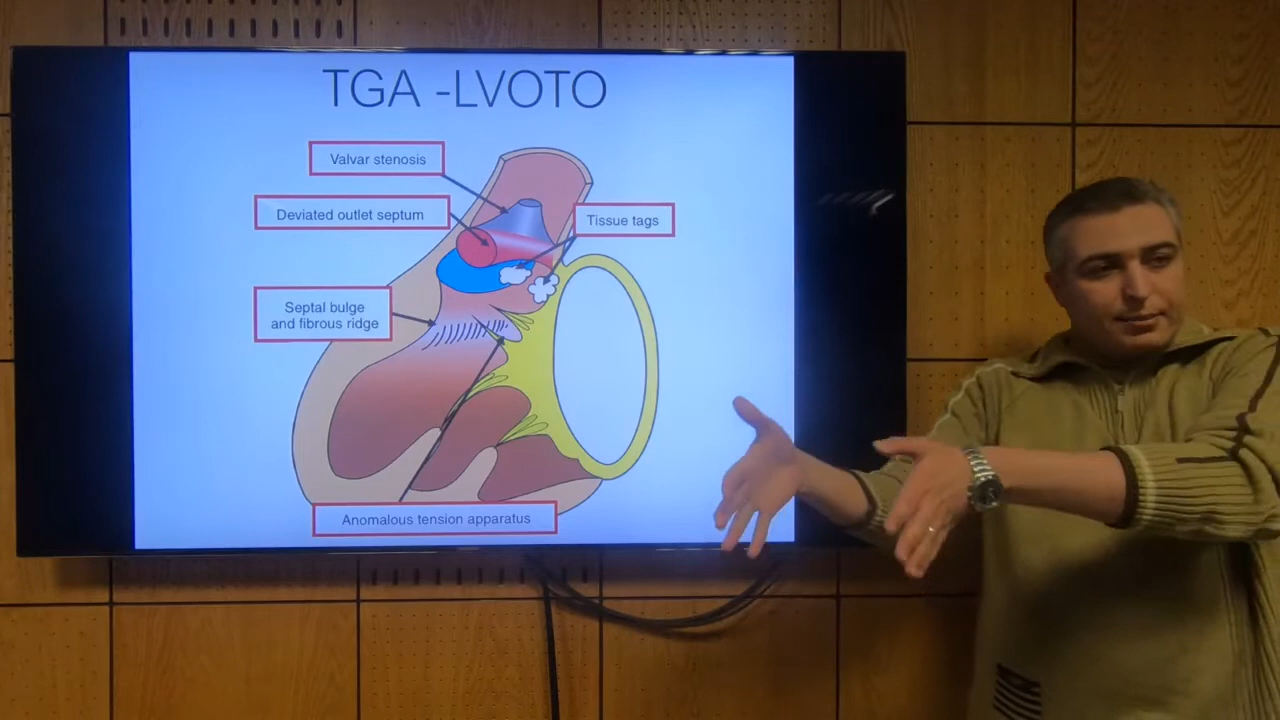 TGA -LVOTO
Valvar stenosis
Deviated outlet septum
Tissue tags
Septal bulge
and fibrous ridge
Anomalous tension apparatus